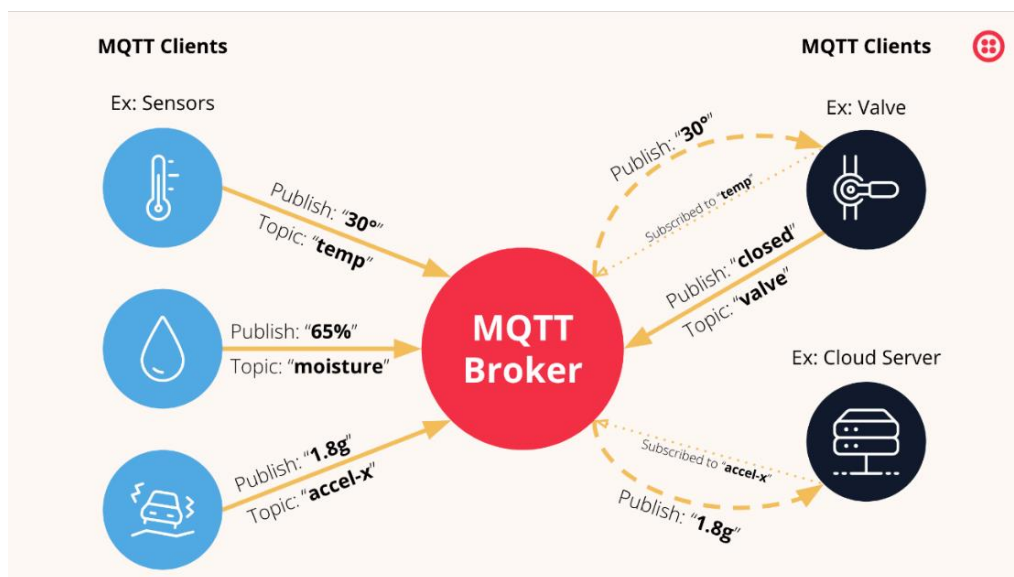 MQTT Clients
MQTT Clients
Ex: Sensors
Ex: Valve
Publish: "30°"
Topic: "temp"
Publish: "30°"
Subscribed to "temp"
Publish: "closed"
Topic: "valve"
Publish: "65%"
Topic: "moisture"
MQTT
Broker
Ex: Cloud Server
Publish: "1.8g"
Topic: "accel-x"
Subscribed to "accel-x"
Publish: "1.8g"